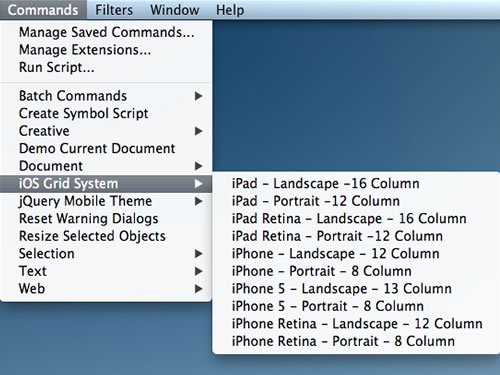 Commands Filters Window Help
Manage Saved Commands...
Manage Extensions...
Run Script...
Batch Commands
Create Symbol Script
Creative
Demo Current Document
Document
iOS Grid System
jQuery Mobile Theme
Reset Warning Dialogs
Resize Selected Objects
Selection
Text
Web
iPad - Landscape -16 Column
iPad - Portrait -12 Column
iPad Retina - Landscape - 16 Column
iPad Retina - Portrait -12 Column
iPhone - Landscape - 12 Column
iPhone - Portrait - 8 Column
iPhone 5 - Landscape - 13 Column
iPhone 5 - Portrait - 8 Column
iPhone Retina - Landscape - 12 Column
iPhone Retina - Portrait - 8 Column